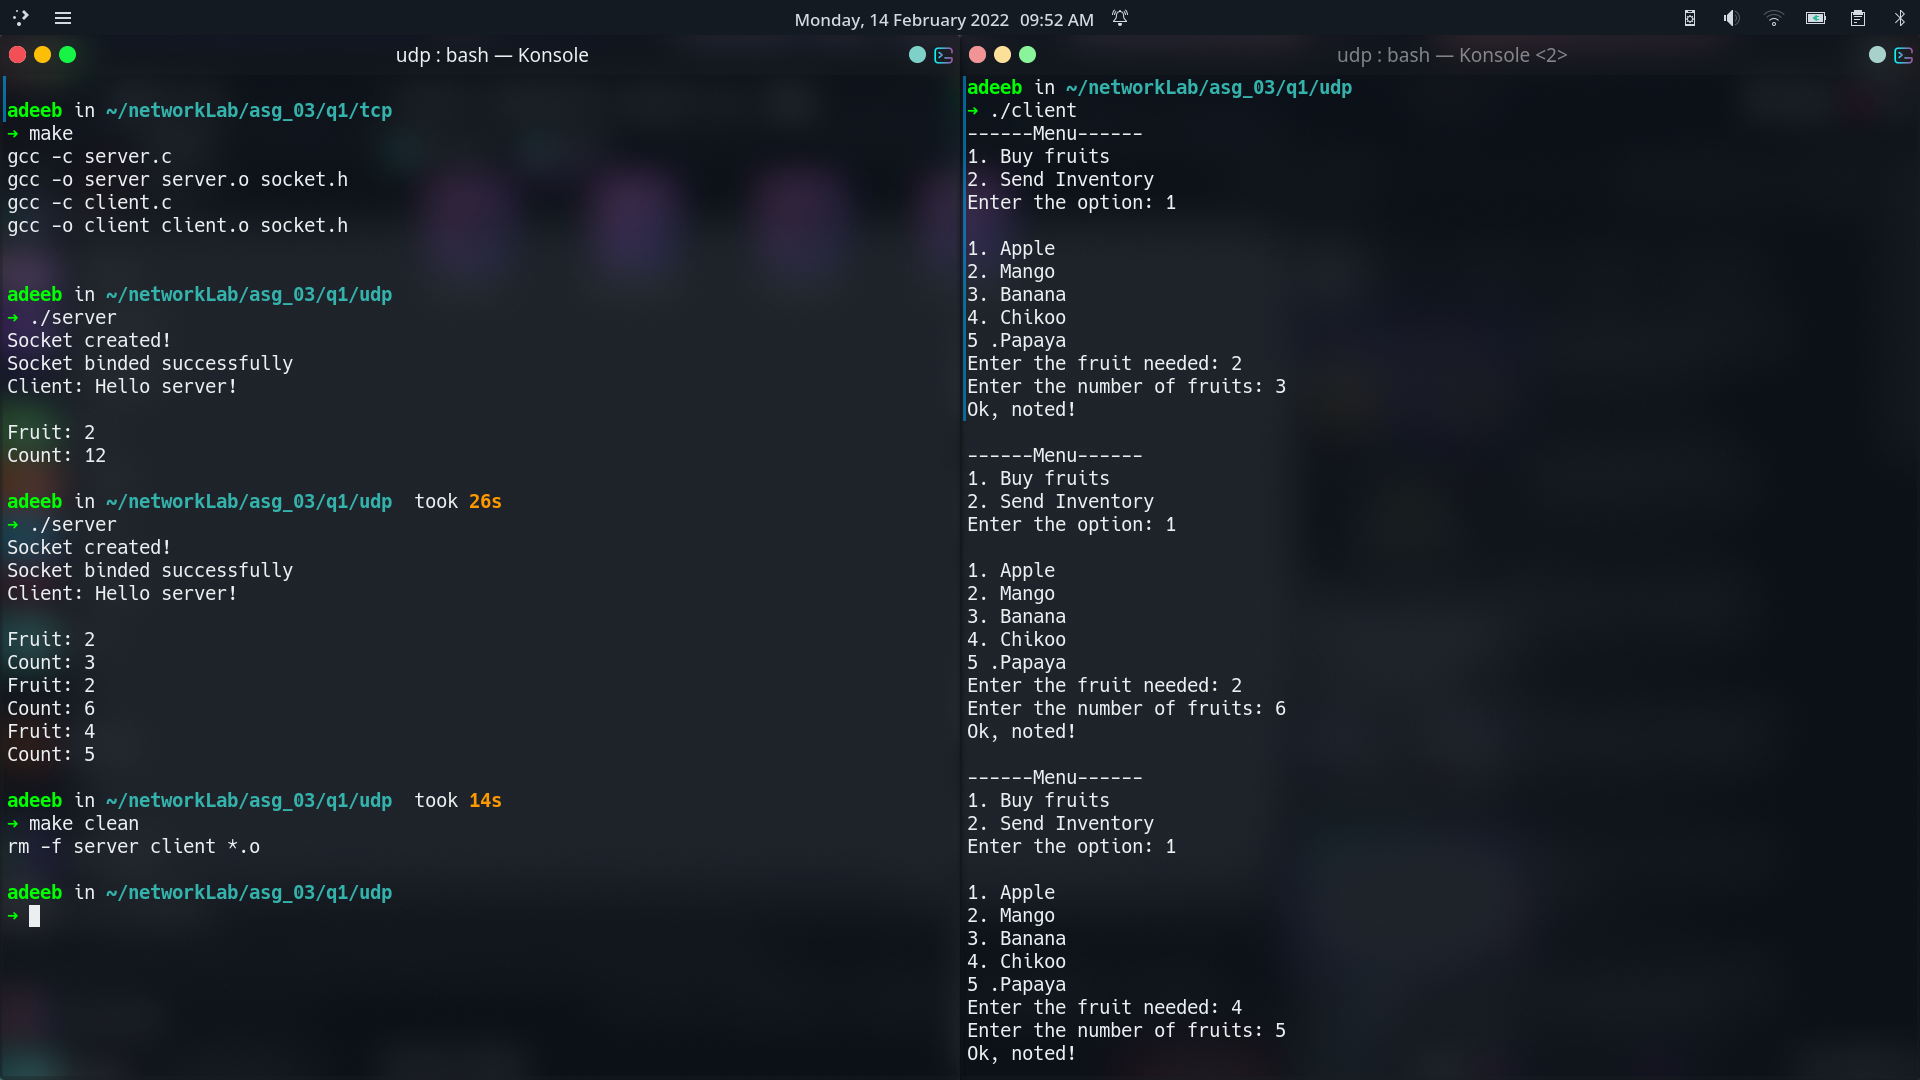 Monday, 14 February 2022 09:52 AM
udp : bash — Konsole
adeeb in ~/networkLab/asg_03/q1/tcp
➜ make
gcc -c server.c
gcc -o server server.o socket.h
gcc -c client.c
gcc -o client client.o socket.h
adeeb in ~/networkLab/asg_03/q1/udp
➜ ./server
Socket created!
Socket binded successfully
Client: Hello server!
Fruit: 2
Count: 12
adeeb in ~/networkLab/asg_03/q1/udp took 26s
➜ ./server
Socket created!
Socket binded successfully
Client: Hello server!
Fruit: 2
Count: 3
Fruit: 2
Count: 6
Fruit: 4
Count: 5
adeeb in ~/networkLab/asg_03/q1/udp took 14s
➜ make clean
rm -f server client *.o
adeeb in ~/networkLab/asg_03/q1/udp
➜
udp : bash — Konsole <2>
adeeb in ~/networkLab/asg_03/q1/udp
➜ ./client
------Menu------
1. Buy fruits
2. Send Inventory
Enter the option: 1
1. Apple
2. Mango
3. Banana
4. Chikoo
5 .Papaya
Enter the fruit needed: 2
Enter the number of fruits: 3
Ok, noted!
------Menu------
1. Buy fruits
2. Send Inventory
Enter the option: 1
1. Apple
2. Mango
3. Banana
4. Chikoo
5 .Papaya
Enter the fruit needed: 2
Enter the number of fruits: 6
Ok, noted!
------Menu------
1. Buy fruits
2. Send Inventory
Enter the option: 1
1. Apple
2. Mango
3. Banana
4. Chikoo
5 .Papaya
Enter the fruit needed: 4
Enter the number of fruits: 5
Ok, noted!